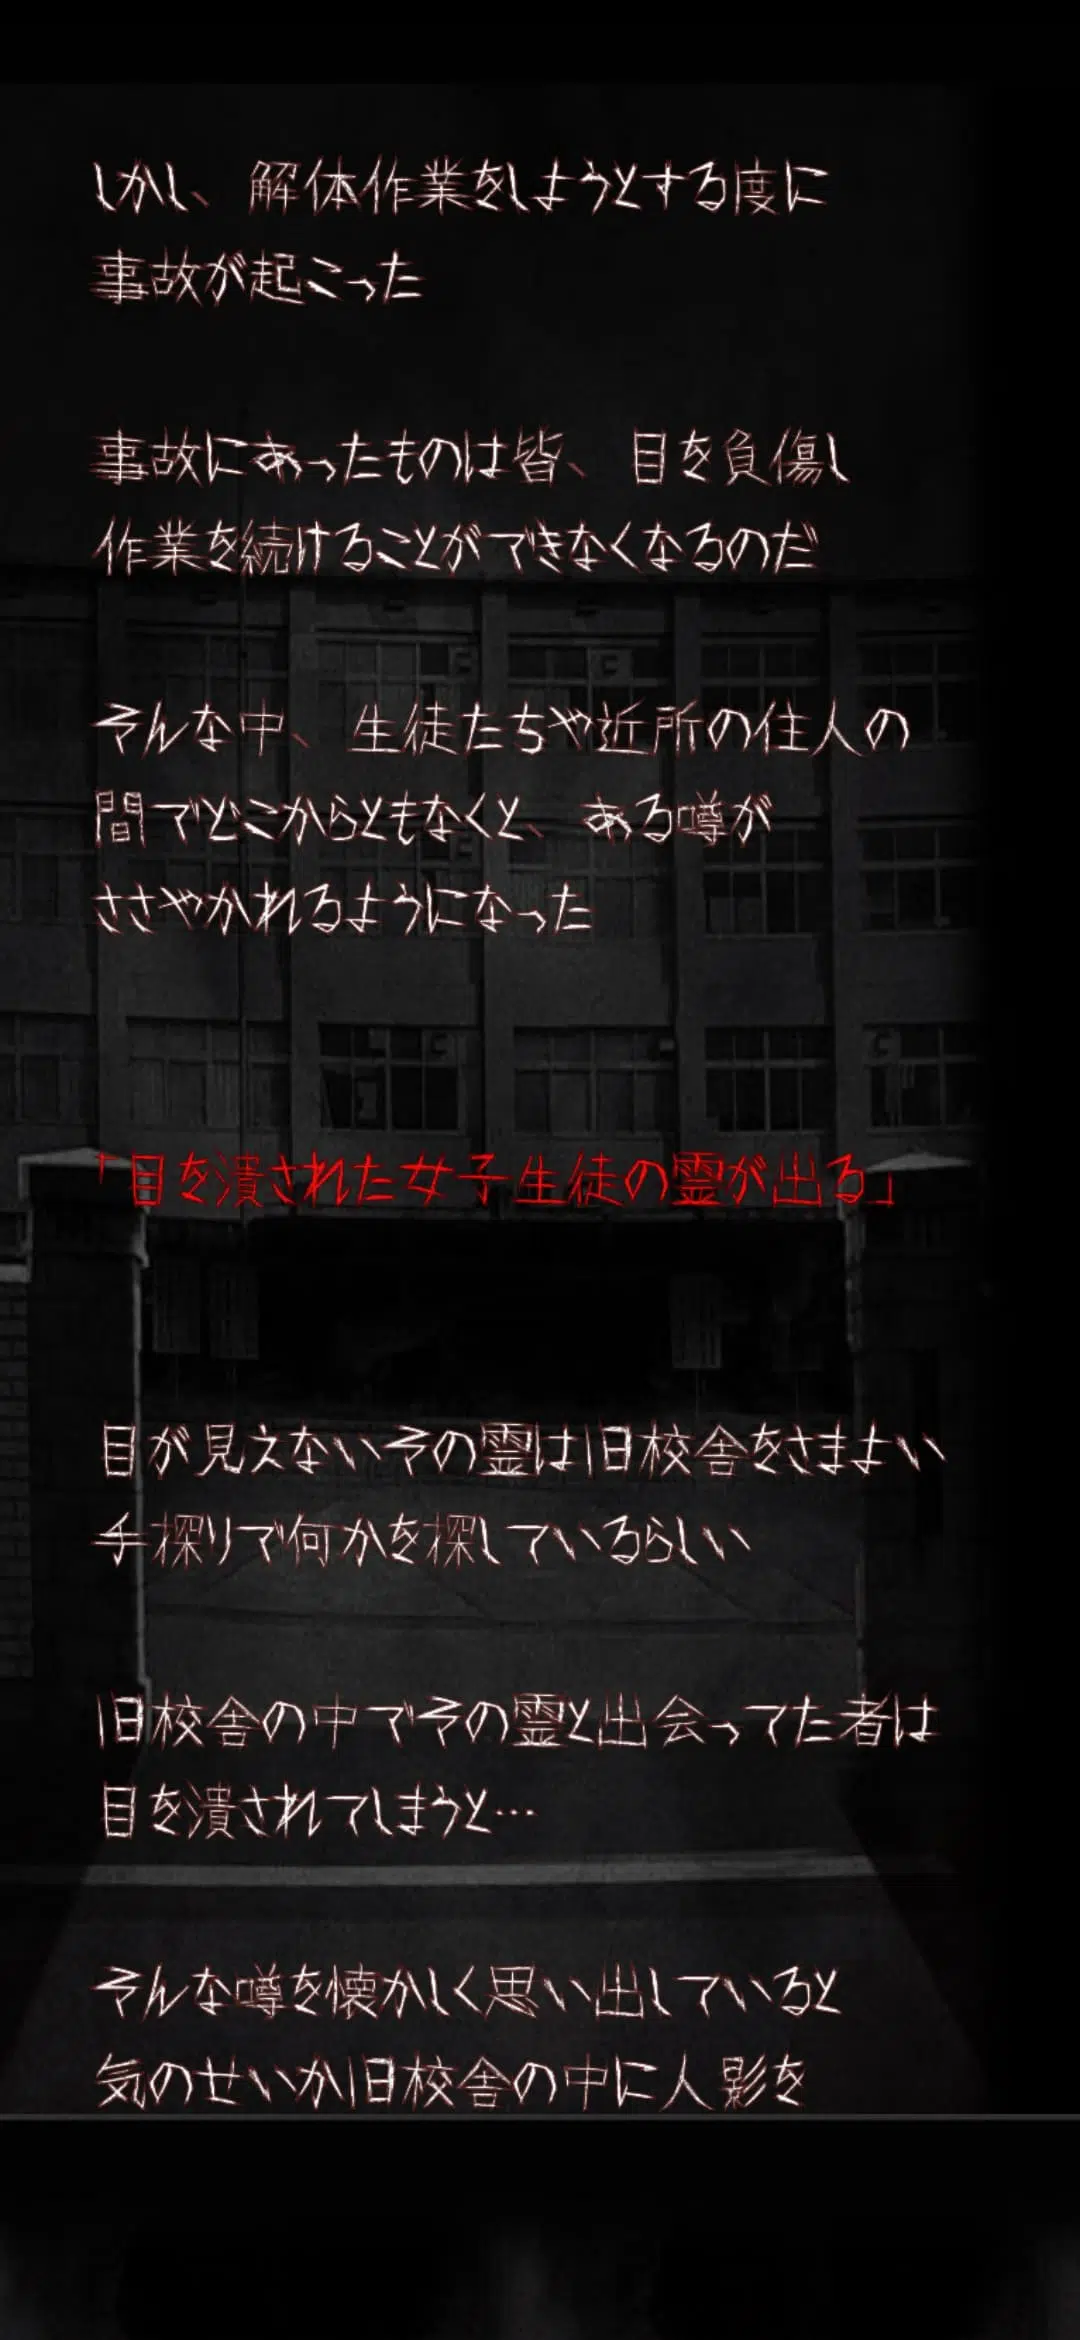 しかし、解体作業をしようとする度に
事故が起こった
事故にあったものは皆、目を負傷し
作業を続けることができなくなるのだ
そんな中、生徒たちや近所の住人の
間でどこからともなくと、ある噂が
ささやかれるようになった
「目を潰された女子生徒の霊が出る」
目が見えないその霊は旧校舎をさまよい
手探りで何かを探しているらしい
旧校舎の中でその霊と出会ってた者は
目を潰されてしまうと…
そんな噂を懐かしく思い出していると
気のせいか旧校舎の中に人影を